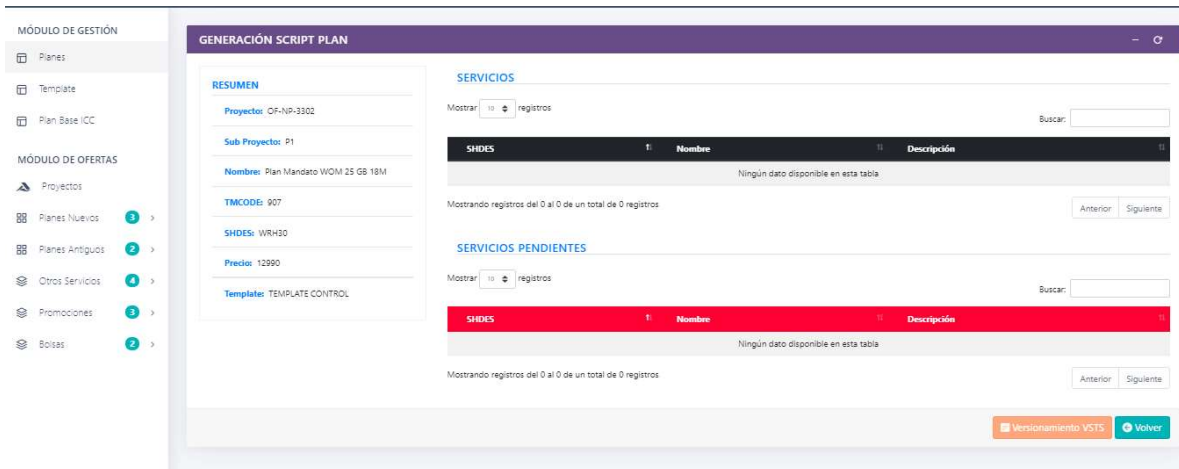 MÓDULO DE GESTIÓN
Planes
Template
Plan Base ICC
MÓDULO DE OFERTAS
Proyectos
Planes Nuevos 3
Planes Antiguos 2
Otros Servicios 4
Promociones 3
Bolsas 2
GENERACIÓN SCRIPT PLAN
RESUMEN
Proyecto: OF-NP-3302
Sub Proyecto: P1
Nombre: Plan Mandato WOM 25 GB 18M
TMCODE: 907
SHDES: WRH30
Precio: 12990
Template: TEMPLATE CONTROL
SERVICIOS
Mostrar 10 registros
Buscar:
SHDES Nombre Descripción
Ningún dato disponible en esta tabla
Mostrando registros del 0 al 0 de un total de 0 registros
Anterior Siguiente
SERVICIOS PENDIENTES
Mostrar 10 registros
Buscar:
SHDES Nombre Descripción
Ningún dato disponible en esta tabla
Mostrando registros del 0 al 0 de un total de 0 registros
Anterior Siguiente
Versionamiento VSTS Volver